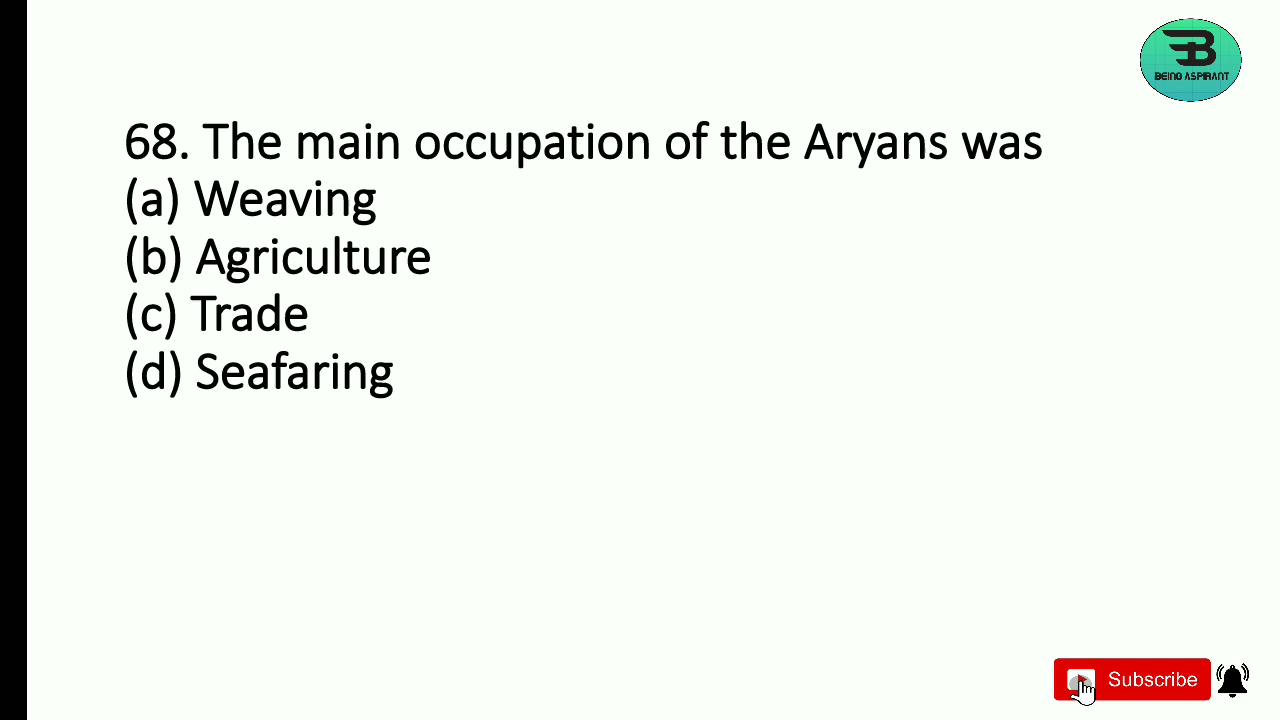 BEING ASPIRANT
68. The main occupation of the Aryans was
(a) Weaving
(b) Agriculture
(c) Trade
(d) Seafaring
Subscribe